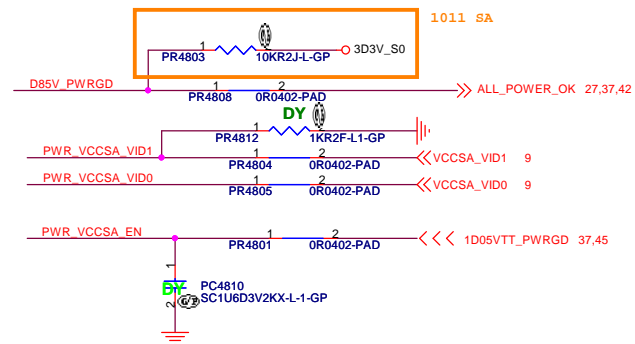 1011 SA
1
PR4803
2
10KR2J-L-GP
3D3V_S0
D85V_PWRGD
1
PR4808
2
0R0402-PAD
ALL_POWER_OK 27,37,42
DY
1
PR4812
2
1KR2F-L1-GP
PWR_VCCSA_VID1
1
PR4804
2
0R0402-PAD
VCCSA_VID1 9
PWR_VCCSA_VID0
1
PR4805
2
0R0402-PAD
VCCSA_VID0 9
PWR_VCCSA_EN
1
PR4801
2
0R0402-PAD
1D05VTT_PWRGD 37,45
1
DY
PC4810
2
SC1U6D3V2KX-L-1-GP